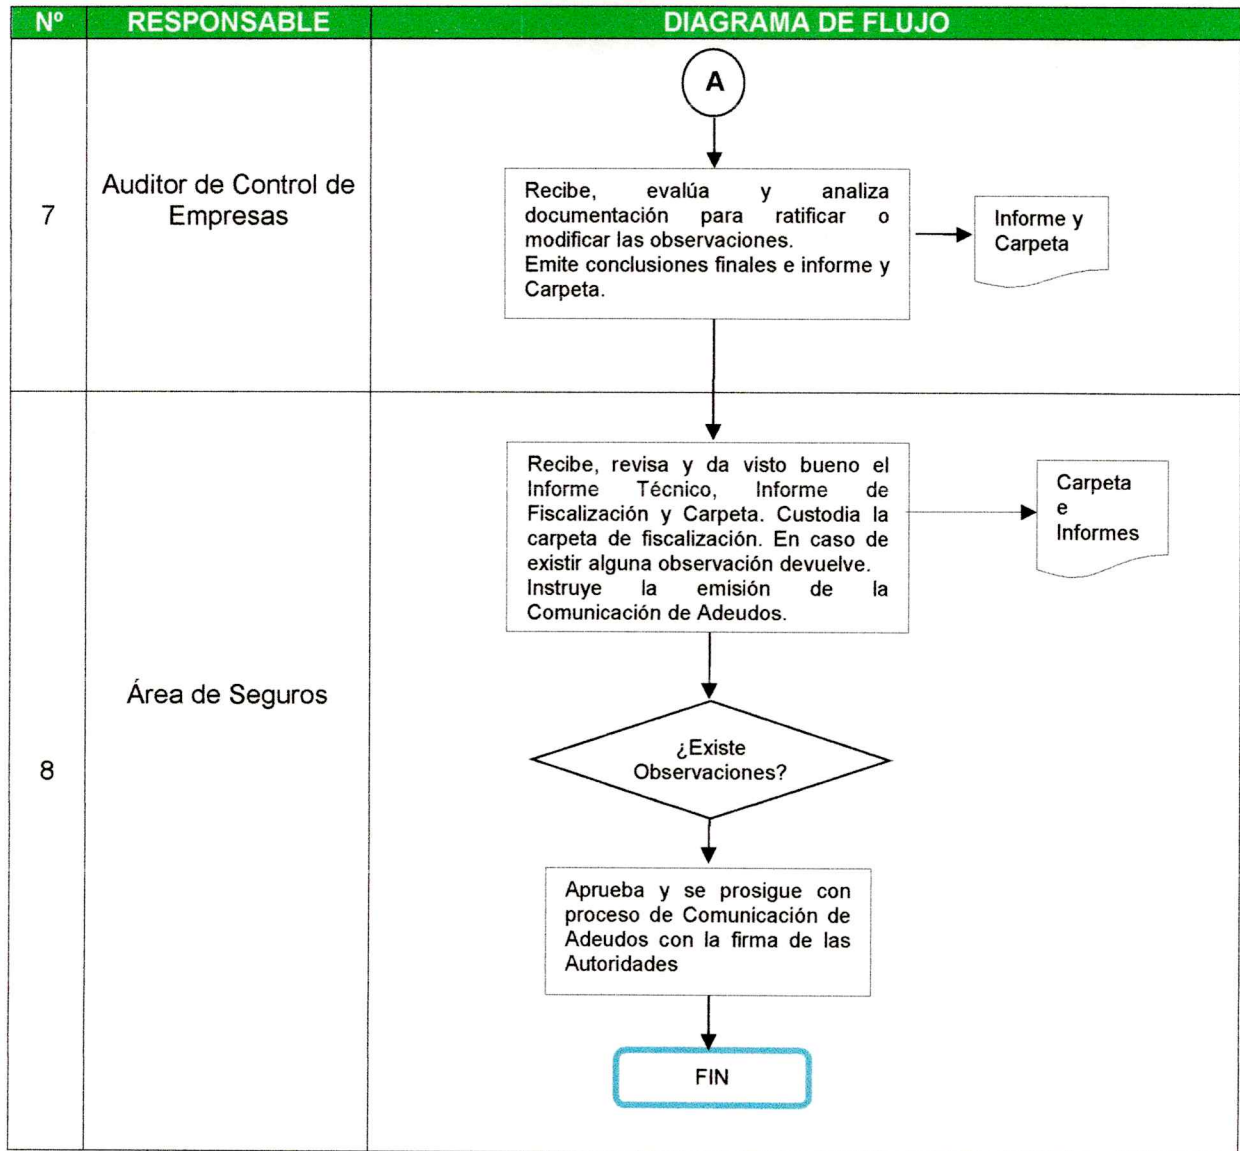 Nº RESPONSABLE DIAGRAMA DE FLUJO
A
7
Auditor de Control de
Empresas
Recibe, evalúa y analiza
documentación para ratificar o
modificar las observaciones.
Emite conclusiones finales e informe y
Carpeta.
Informe y
Carpeta
8
Área de Seguros
Recibe, revisa y da visto bueno el
Informe Técnico, Informe de
Fiscalización y Carpeta. Custodia la
carpeta de fiscalización. En caso de
existir alguna observación devuelve.
Instruye la emisión de la
Comunicación de Adeudos.
Carpeta
e
Informes
¿Existe
Observaciones?
Aprueba y se prosigue con
proceso de Comunicación de
Adeudos con la firma de las
Autoridades
FIN